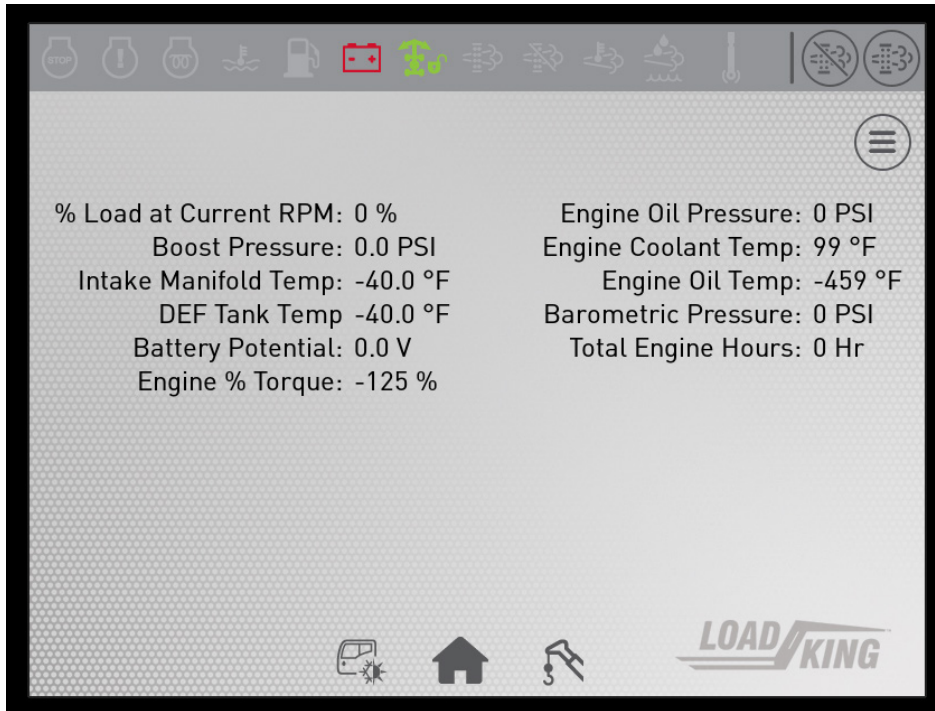 STOP
% Load at Current RPM: 0 %
Boost Pressure: 0.0 PSI
Intake Manifold Temp: -40.0 °F
DEF Tank Temp -40.0 °F
Battery Potential: 0.0 V
Engine % Torque: -125 %
Engine Oil Pressure: 0 PSI
Engine Coolant Temp: 99 °F
Engine Oil Temp: -459 °F
Barometric Pressure: 0 PSI
Total Engine Hours: 0 Hr
LOAD KING